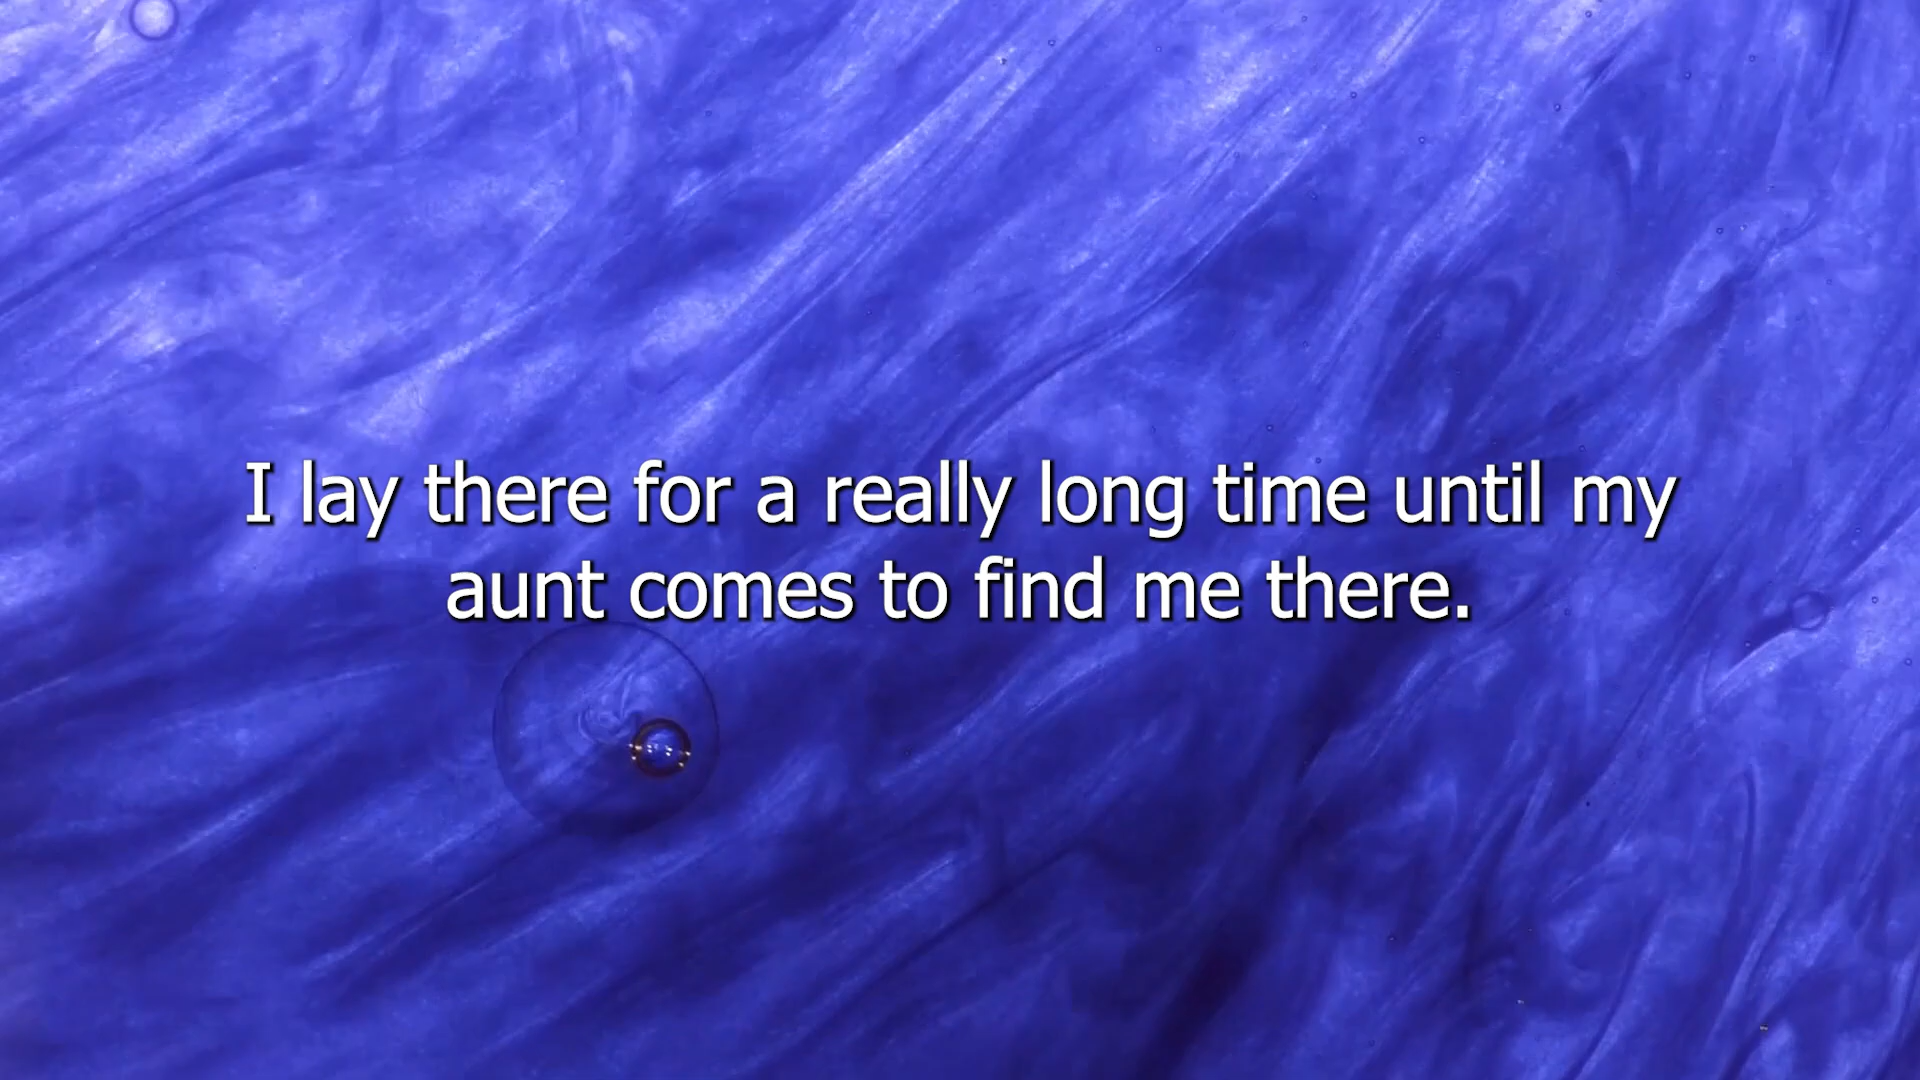 I lay there for a really long time until my
aunt comes to find me there.